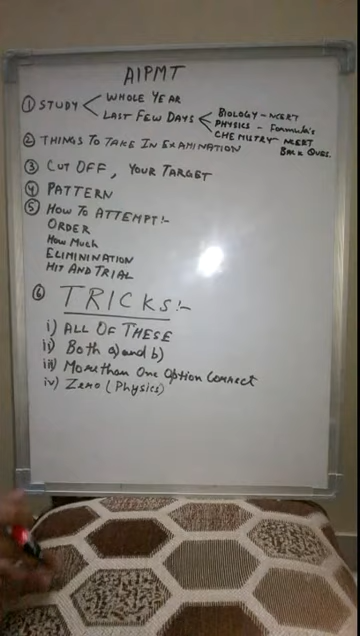 AIPMT
① STUDY < WHOLE YEAR
LAST FEW DAYS < BIOLOGY - NCERT
PHYSICS - Formula's
CHEMISTRY NCERT
BACK QUES.
② THINGS TO TAKE IN EXAMINATION
③ CUT OFF, YOUR TARGET
④ PATTERN
⑤ HOW TO ATTEMPT:-
ORDER
How Much
ELIMININATION
HIT AND TRIAL
⑥ TRICKS:-
i) ALL OF THESE
ii) Both a) and b)
iii) More than One Option Correct
iv) Zero (Physics)